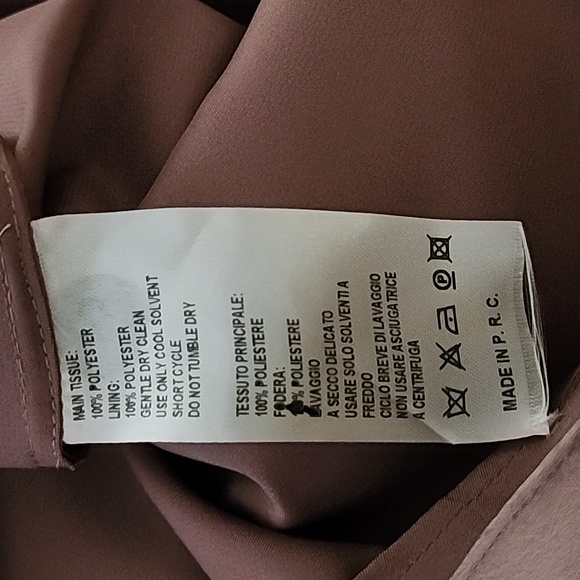 MAIN TISSUE:
100% POLYESTER
LINING:
100% POLYESTER
GENTLE DRY CLEAN
USE ONLY COOL SOLVENT
SHORT CYCLE
DO NOT TUMBLE DRY
TESSUTO PRINCIPALE:
100% POLIESTERE
FODERA:
POLIESTERE
LAVAGGIO
A SECCO DELICATO
USARE SOLO SOLVENTI A
FREDDO
CICLO BREVE DI LAVAGGIO
NON USARE ASCIUGATRICE
A CENTRIFUGA
P
MADE IN P. R. C.